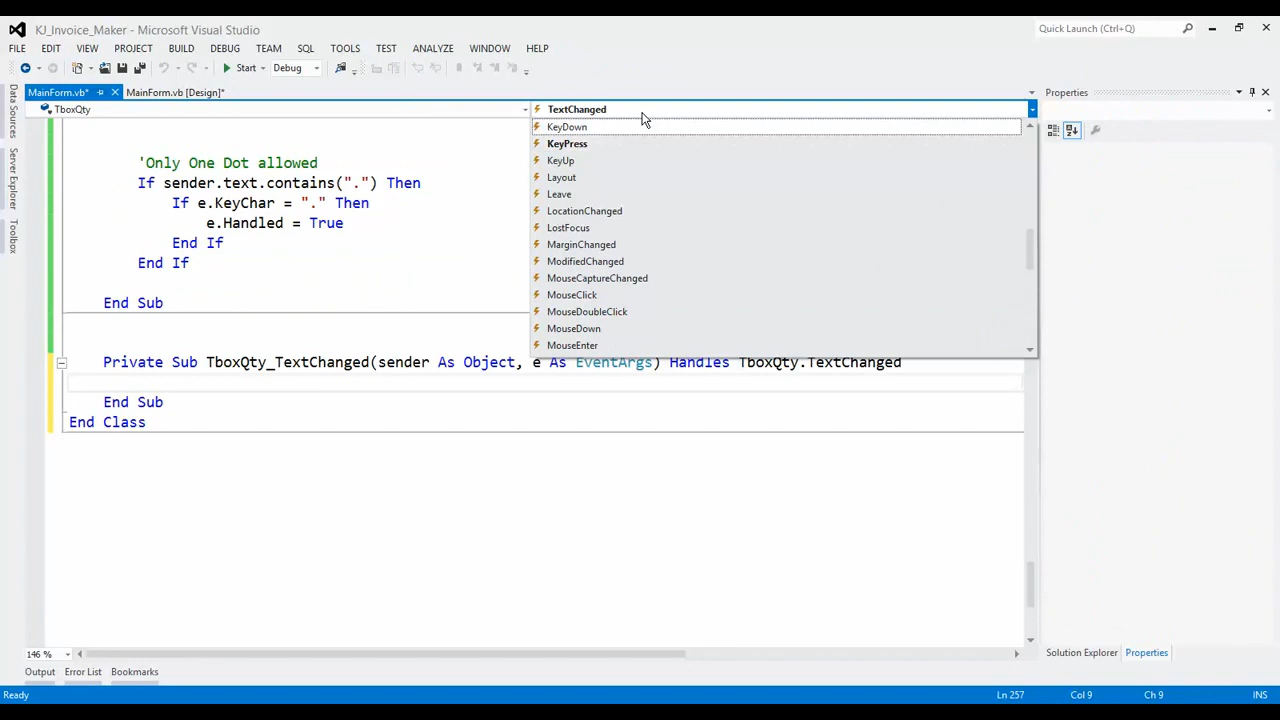 KJ_Invoice_Maker - Microsoft Visual Studio
Quick Launch (Ctrl+Q)
FILE EDIT VIEW PROJECT BUILD DEBUG TEAM SQL TOOLS TEST ANALYZE WINDOW HELP
Start Debug
MainForm.vb* MainForm.vb [Design]*
Properties
TboxQty
TextChanged
KeyDown
KeyPress
KeyUp
Layout
Leave
LocationChanged
LostFocus
MarginChanged
ModifiedChanged
MouseCaptureChanged
MouseClick
MouseDoubleClick
MouseDown
MouseEnter
Data Sources
Server Explorer
Toolbox
'Only One Dot allowed
If sender.text.contains(".") Then
If e.KeyChar = "." Then
e.Handled = True
End If
End If
End Sub
Private Sub TboxQty_TextChanged(sender As Object, e As EventArgs) Handles TboxQty.TextChanged
End Sub
End Class
146 %
Solution Explorer Properties
Output Error List Bookmarks
Ready Ln 257 Col 9 Ch 9 INS